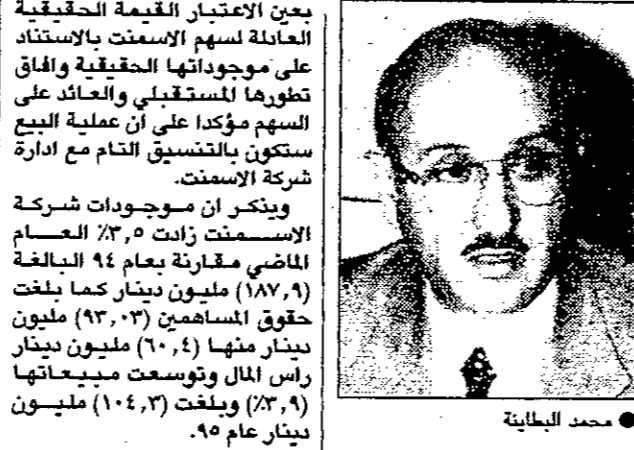 بعين الاعتبار القيمة الحقيقية
العادلة لسهم الاسمنت بالاستناد
على موجوداتها الحقيقية وافاق
تطورها المستقبلي والعائد على
السهم مؤكدا على ان عملية البيع
ستكون بالتنسيق التام مع ادارة
شركة الاسمنت.
ويذكر ان موجودات شركة
الاسمنت زادت ٣,٥٪ العام
الماضي مقارنة بعام ٩٤ البالغة
(١٨٧,٩) مليون دينار كما بلغت
حقوق المساهمين (٩٣,٠٣) مليون
دينار منها (٦٠,٤) مليون دينار
راس المال وتوسعت مبيعاتها
(٣,٩٪) وبلغت (١٠٤,٣) مليون
دينار عام ٩٥.
● محمد البطاينة